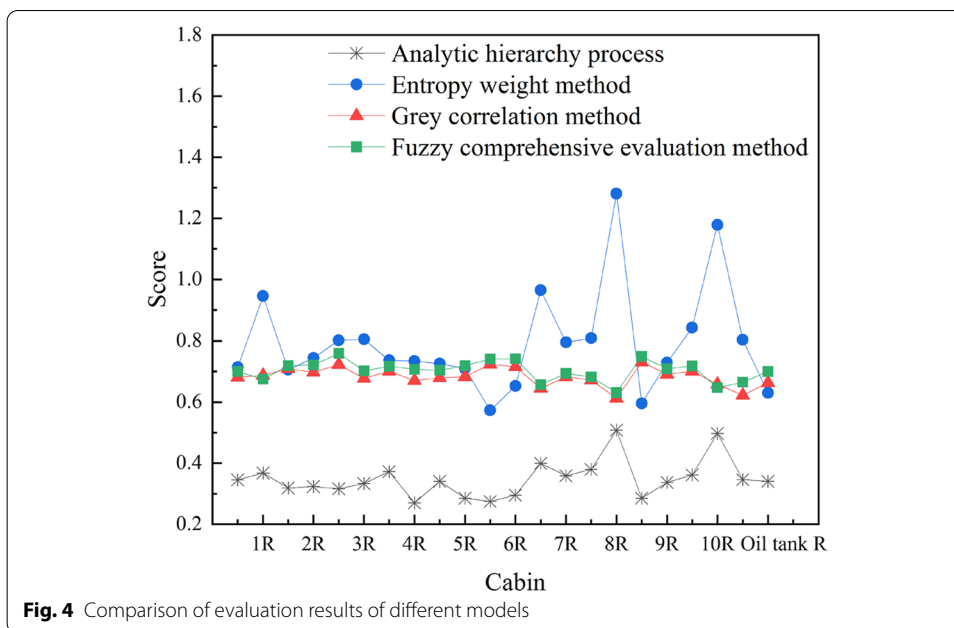 1.8
1.6
1.4
1.2
1.0
0.8
0.6
0.4
0.2
Score
Analytic hierarchy process
Entropy weight method
Grey correlation method
Fuzzy comprehensive evaluation method
1R 2R 3R 4R 5R 6R 7R 8R 9R 10R Oil tank R
Cabin
Fig. 4 Comparison of evaluation results of different models